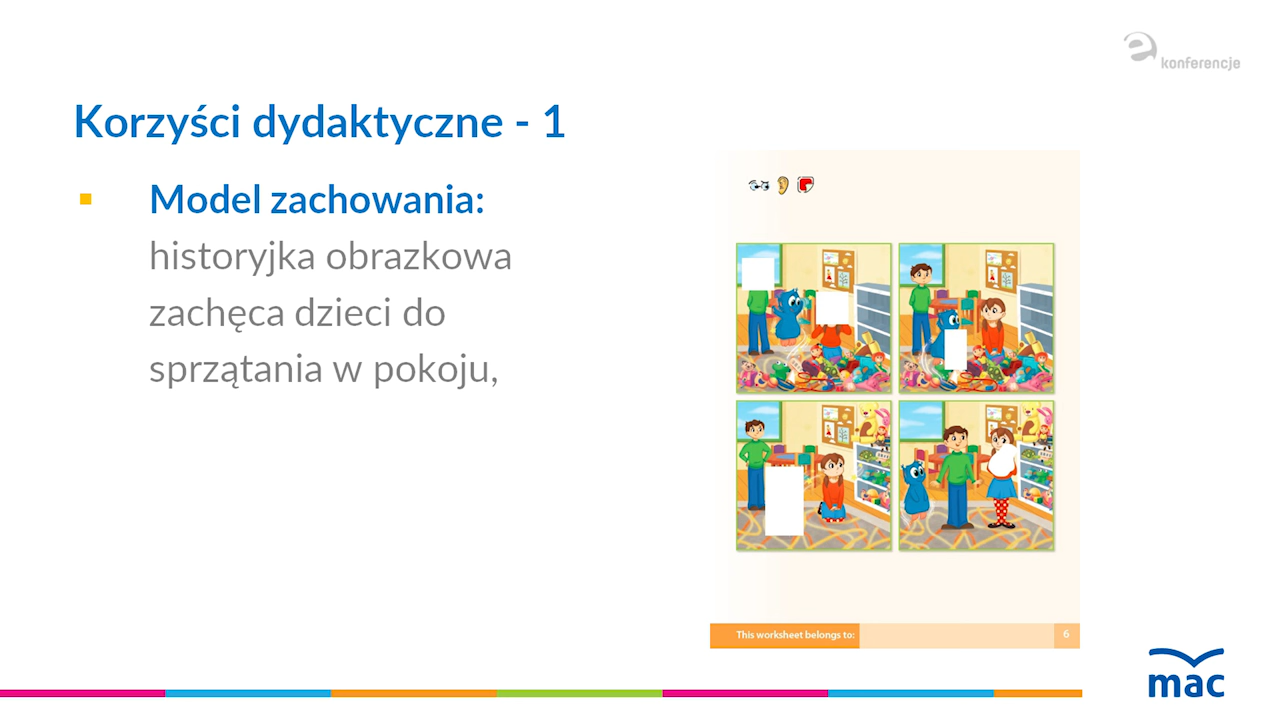 e konferencje
Korzyści dydaktyczne - 1
Model zachowania:
historyjka obrazkowa
zachęca dzieci do
sprzątania w pokoju,
This worksheet belongs to:
6
mac